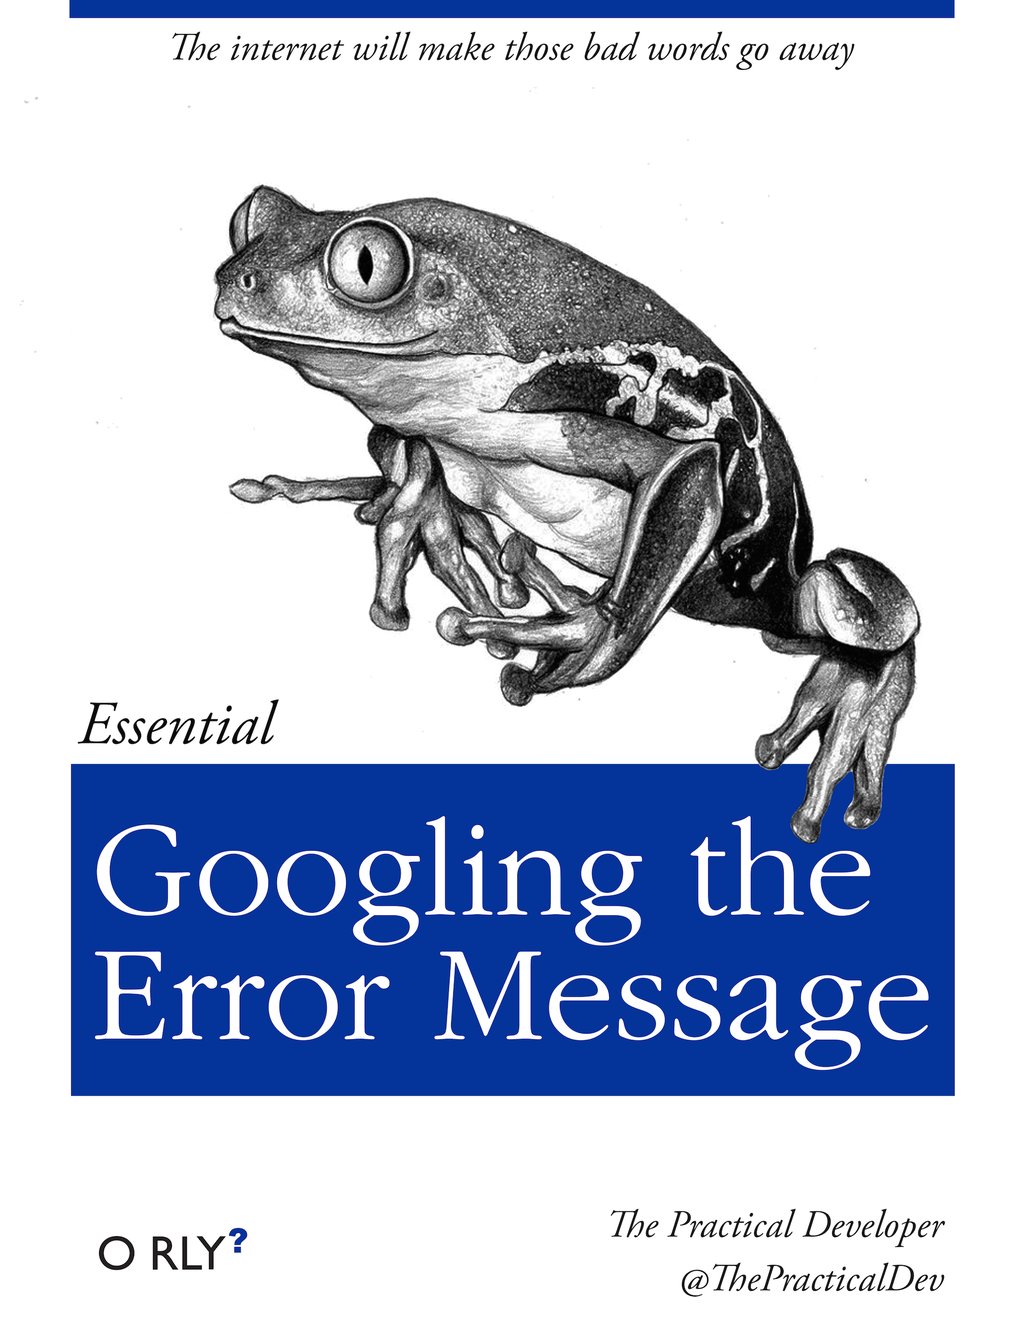 The internet will make those bad words go away
Essential
Googling the
Error Message
O RLY?
The Practical Developer
@ThePracticalDev